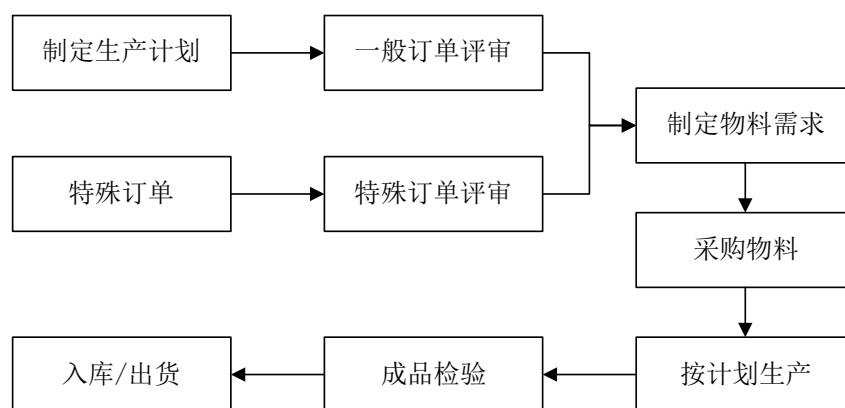 制定生产计划
一般订单评审
制定物料需求
特殊订单
特殊订单评审
采购物料
入库/出货
成品检验
按计划生产